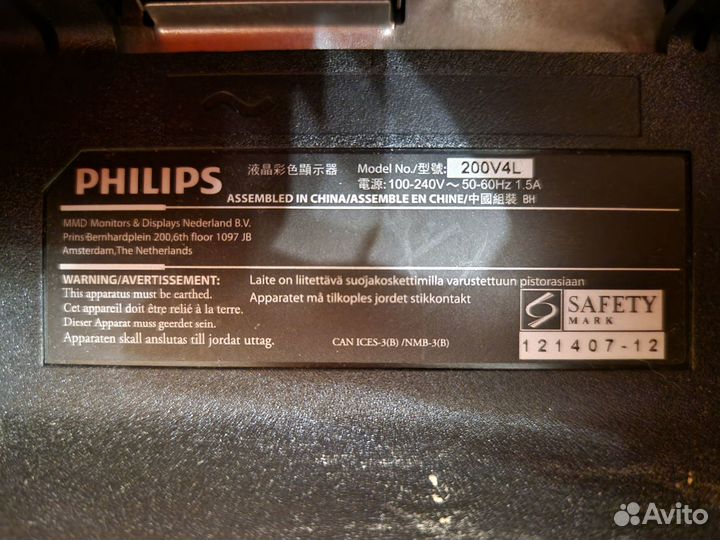 PHILIPS
液晶彩色顯示器 Model No./型號: 200V4L
電源: 100-240V～ 50-60Hz 1.5A
ASSEMBLED IN CHINA/ASSEMBLE EN CHINE/中國組裝 BH
MMD Monitors & Displays Nederland B.V.
Prins Bernhardplein 200,6th floor 1097 JB
Amsterdam,The Netherlands
WARNING/AVERTISSEMENT:
This apparatus must be earthed.
Cet appareil doit être relié à la terre.
Dieser Apparat muss geerdet sein.
Apparaten skall anslutas till jordat uttag.
Laite on liitettävä suojakoskettimilla varustettuun pistorasiaan
Apparatet må tilkoples jordet stikkontakt
CAN ICES-3(B) /NMB-3(B)
SAFETY
MARK
121407-12
Avito